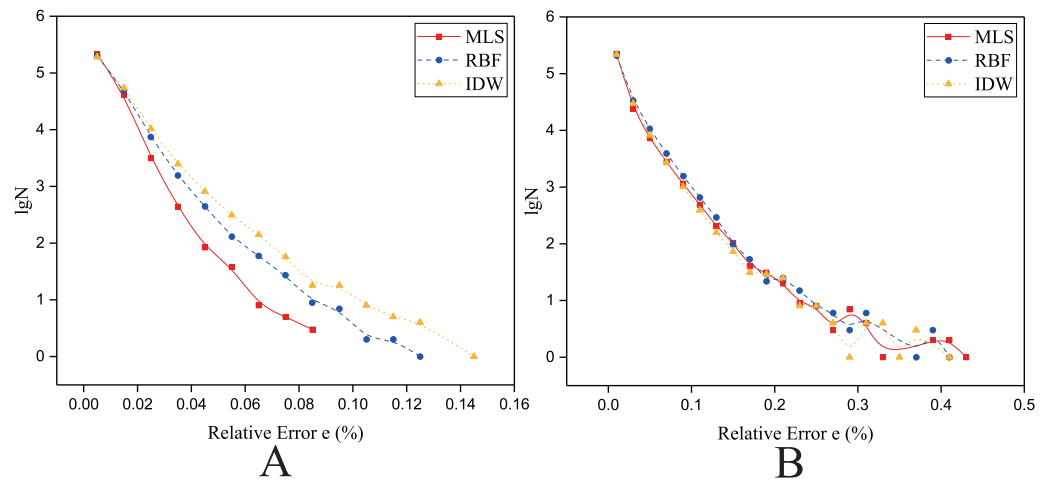 6
5
4
3
2
1
0
lgN
0.00 0.02 0.04 0.06 0.08 0.10 0.12 0.14 0.16
Relative Error e (%)
MLS
RBF
IDW
A
6
5
4
3
2
1
0
lgN
0.0 0.1 0.2 0.3 0.4 0.5
Relative Error e (%)
MLS
RBF
IDW
B